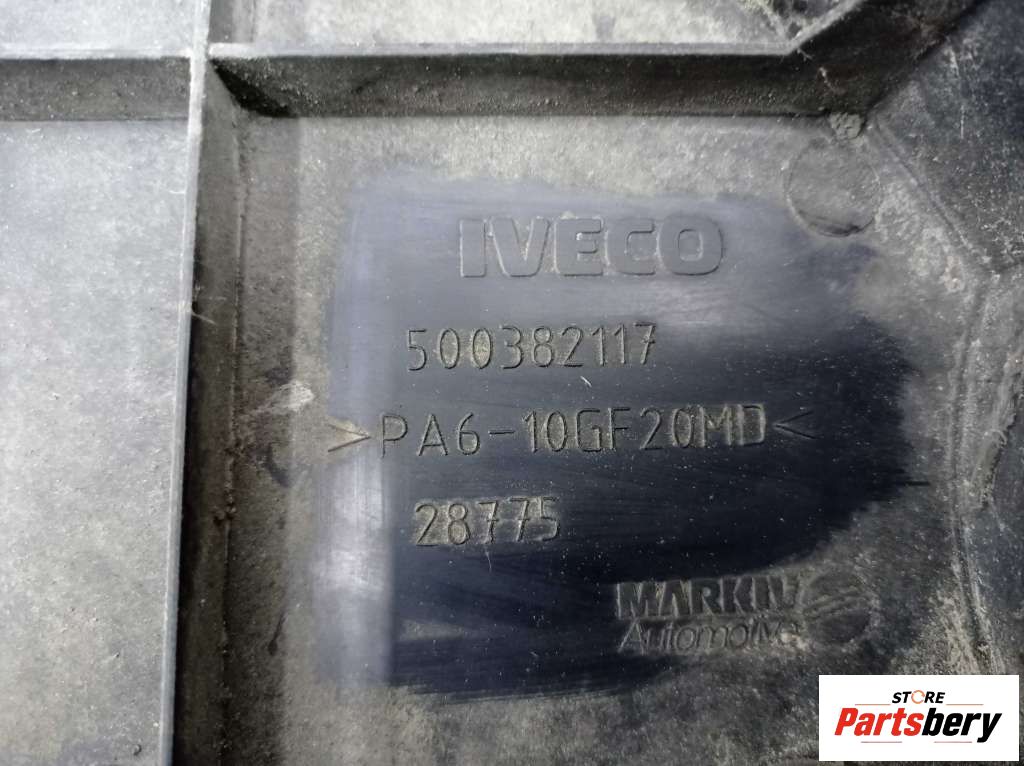 IVECO
500382117
>PA6-10GF20MD<
28775
MARKIV
Automotive
STORE
Partsbery